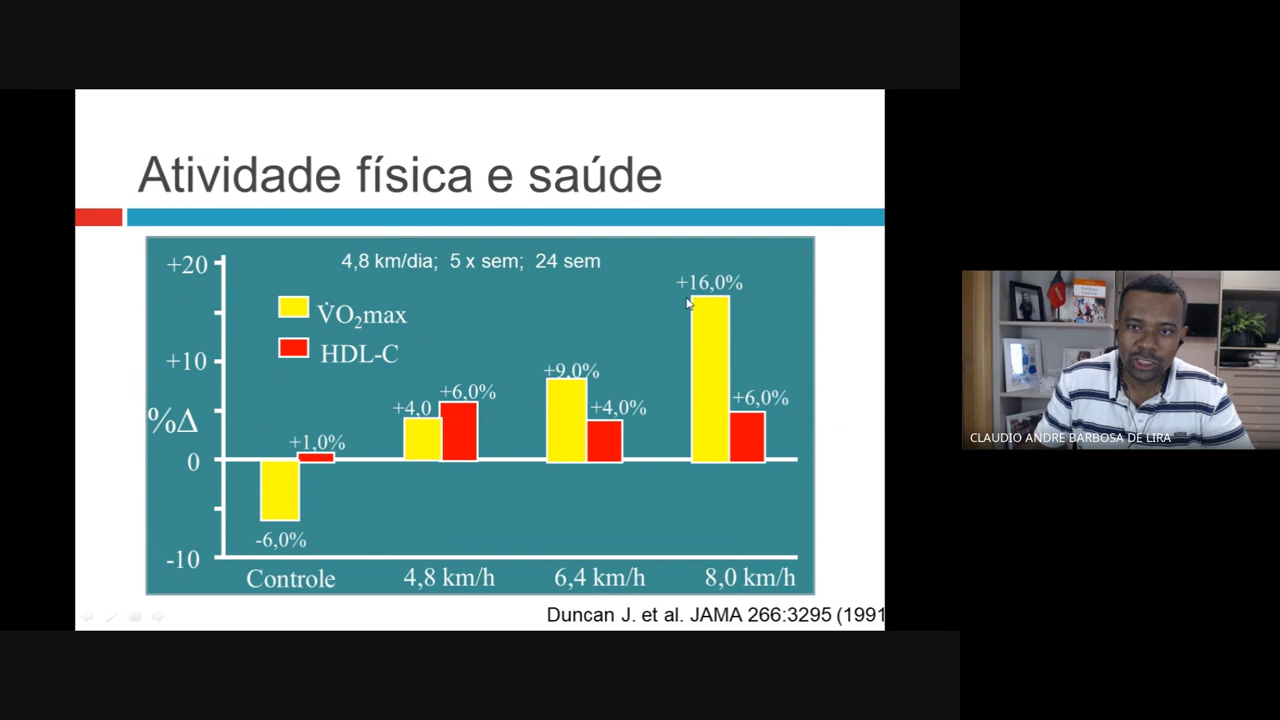 Atividade física e saúde
4,8 km/dia; 5 x sem; 24 sem
+20
+10
%Δ
0
-10
V̇O₂max
HDL-C
-6,0%
+1,0%
+4,0
+6,0%
+9,0%
+4,0%
+16,0%
+6,0%
Controle
4,8 km/h
6,4 km/h
8,0 km/h
Duncan J. et al. JAMA 266:3295 (1991
CLAUDIO ANDRE BARBOSA DE LIRA